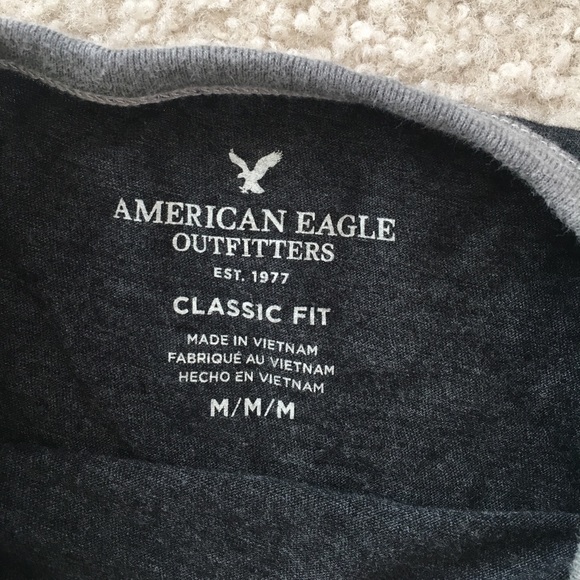 AMERICAN EAGLE
OUTFITTERS
EST. 1977
CLASSIC FIT
MADE IN VIETNAM
FABRIQUÉ AU VIETNAM
HECHO EN VIETNAM
M/M/M